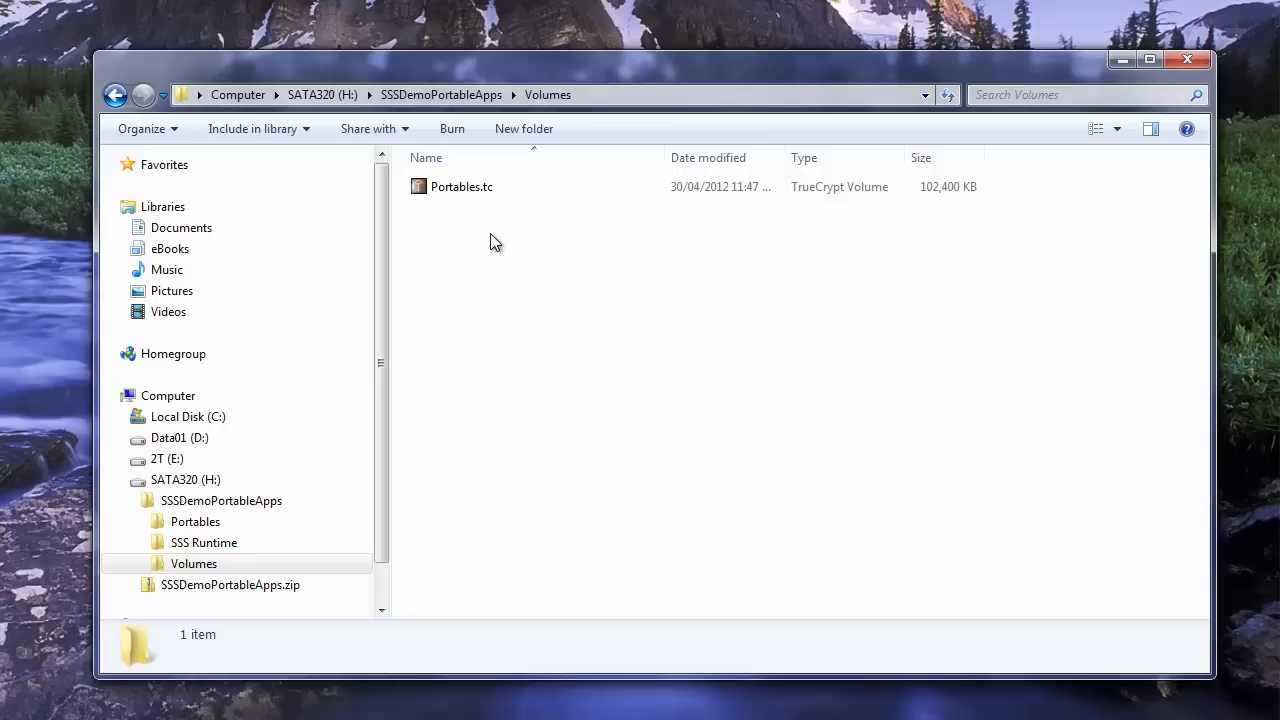 Computer SATA320 (H:) SSSDemoPortableApps Volumes
Search Volumes
Organize Include in library Share with Burn New folder
Favorites
Libraries
Documents
eBooks
Music
Pictures
Videos
Homegroup
Computer
Local Disk (C:)
Data01 (D:)
2T (E:)
SATA320 (H:)
SSSDemoPortableApps
Portables
SSS Runtime
Volumes
SSSDemoPortableApps.zip
Name Date modified Type Size
Portables.tc 30/04/2012 11:47 ... TrueCrypt Volume 102,400 KB
1 item